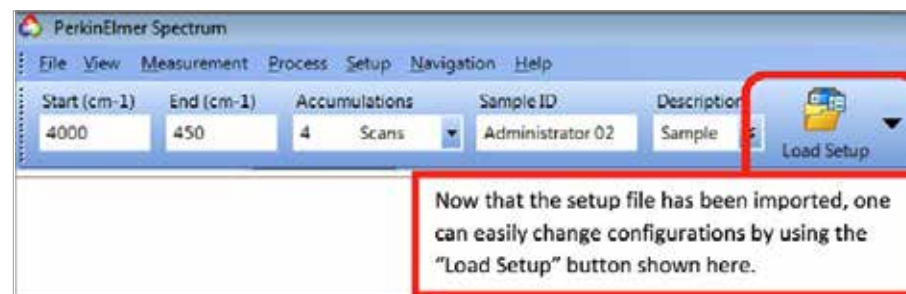 PerkinElmer Spectrum
File View Measurement Process Setup Navigation Help
Start (cm-1) End (cm-1) Accumulations Sample ID Description
4000 450 4 Scans Administrator 02 Sample
Load Setup
Now that the setup file has been imported, one
can easily change configurations by using the
“Load Setup” button shown here.